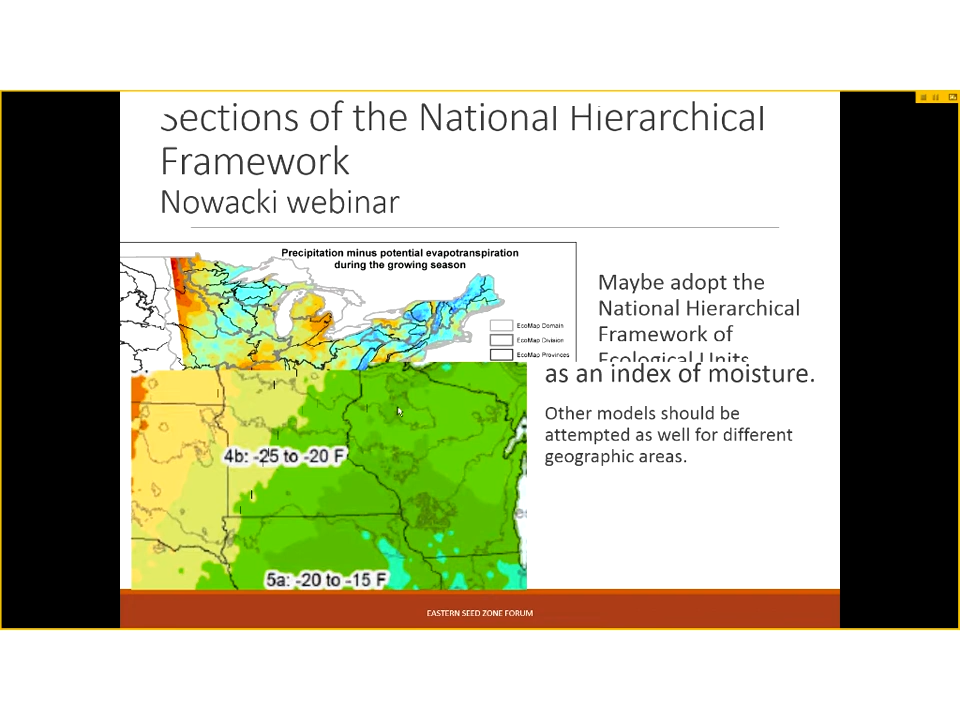 Sections of the National Hierarchical
Framework
Nowacki webinar
Precipitation minus potential evapotranspiration
during the growing season
EcoMap Domain
EcoMap Division
EcoMap Provinces
Maybe adopt the
National Hierarchical
Framework of
Ecological Units
as an index of moisture.
Other models should be
attempted as well for different
geographic areas.
4b: -25 to -20 F
5a: -20 to -15 F
EASTERN SEED ZONE FORUM